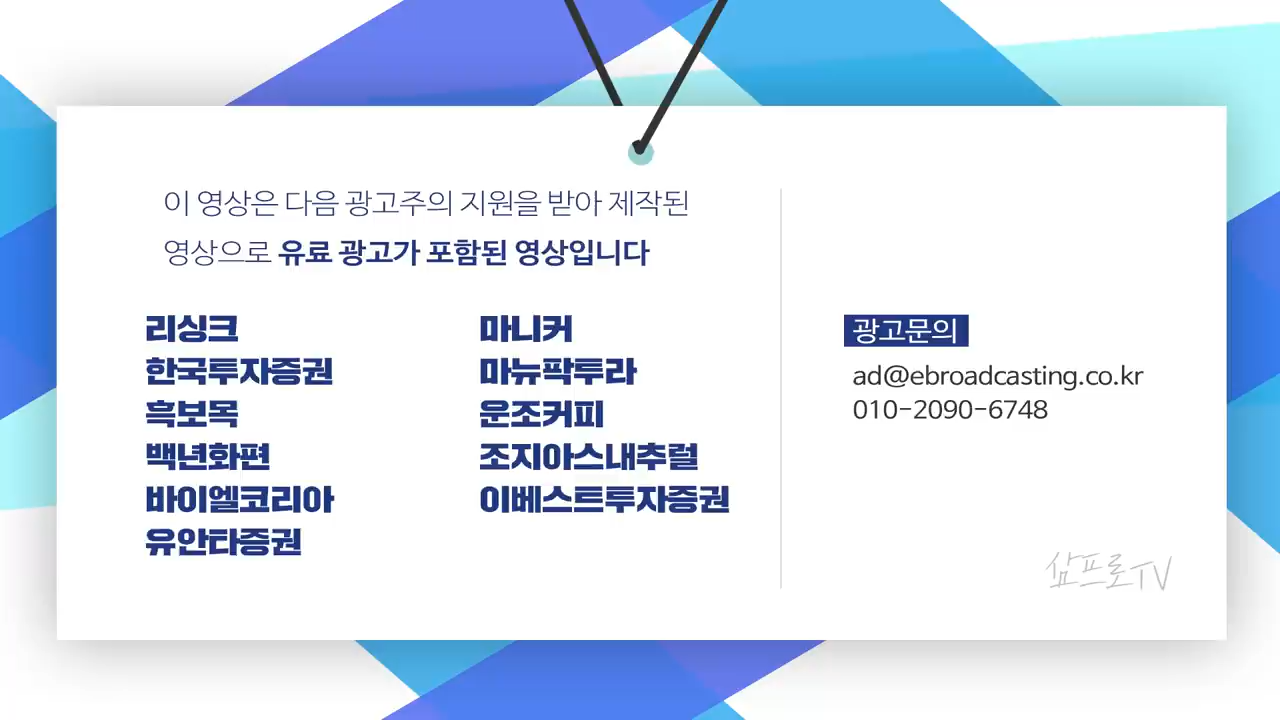 이 영상은 다음 광고주의 지원을 받아 제작된
영상으로 유료 광고가 포함된 영상입니다
리싱크
한국투자증권
흑보목
백년화편
바이엘코리아
유안타증권
마니커
마뉴팍투라
운조커피
조지아스내추럴
이베스트투자증권
광고문의
ad@ebroadcasting.co.kr
010-2090-6748
삼프로TV